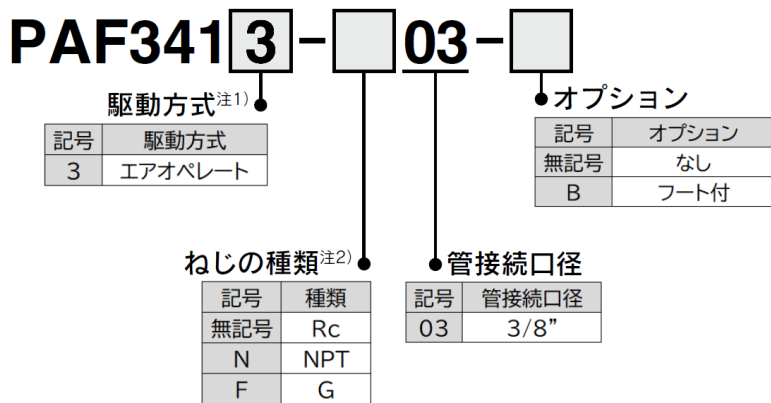 PAF3413-□03-□
駆動方式注1)
記号 駆動方式
3 エアオペレート
オプション
記号 オプション
無記号 なし
B フート付
ねじの種類注2)
記号 種類
無記号 Rc
N NPT
F G
管接続口径
記号 管接続口径
03 3/8”